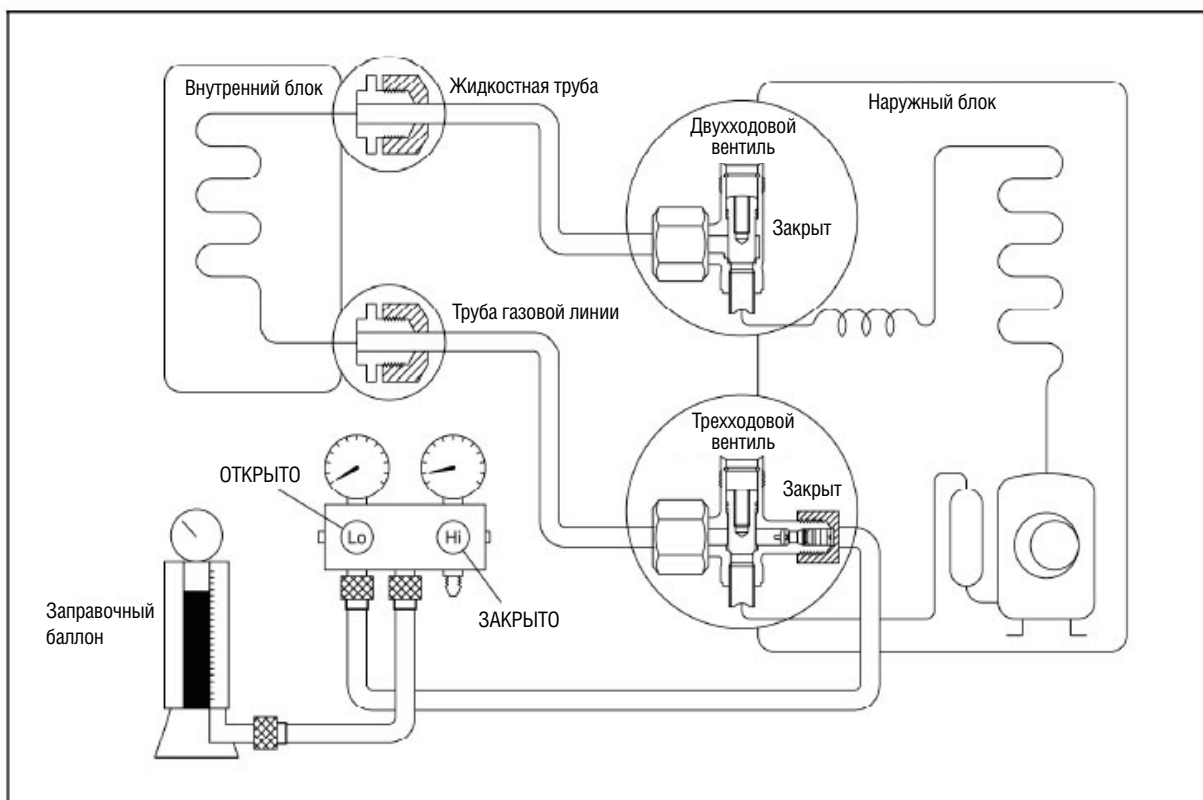 Внутренний блок
Жидкостная труба
Наружный блок
Двухходовой
вентиль
Закрыт
Труба газовой линии
Трехходовой
вентиль
Закрыт
ОТКРЫТО
Lo
Hi
ЗАКРЫТО
Заправочный
баллон